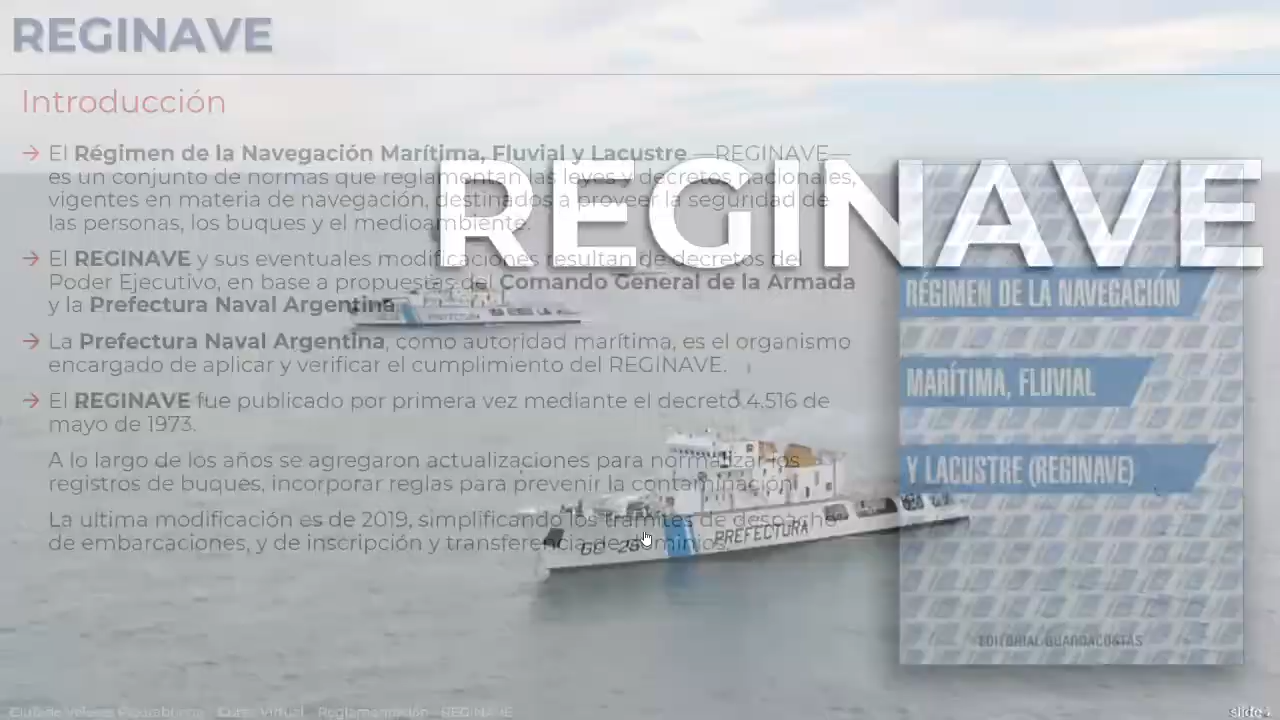 REGINAVE
Introducción
→ El Régimen de la Navegación Marítima, Fluvial y Lacustre —REGINAVE—
es un conjunto de normas que reglamentan las leyes y decretos nacionales,
vigentes en materia de navegación, destinados a proveer la seguridad de
las personas, los buques y el medioambiente.
→ El REGINAVE y sus eventuales modificaciones resultan de decretos del
Poder Ejecutivo, en base a propuestas del Comando General de la Armada
y la Prefectura Naval Argentina
→ La Prefectura Naval Argentina, como autoridad marítima, es el organismo
encargado de aplicar y verificar el cumplimiento del REGINAVE.
→ El REGINAVE fue publicado por primera vez mediante el decreto 4.516 de
mayo de 1973.
A lo largo de los años se agregaron actualizaciones para normalizar los
registros de buques, incorporar reglas para prevenir la contaminación
La ultima modificación es de 2019, simplificando los trámites de despacho
de embarcaciones, y de inscripción y transferencia de dominios.
REGINAVE
RÉGIMEN DE LA NAVEGACIÓN
MARÍTIMA, FLUVIAL
Y LACUSTRE (REGINAVE)
EDITORIAL GUARDACOSTAS
PREFECTURA
GC 28
PREFECTURA
Virtual
Reglamentación
REGINAVE
slide